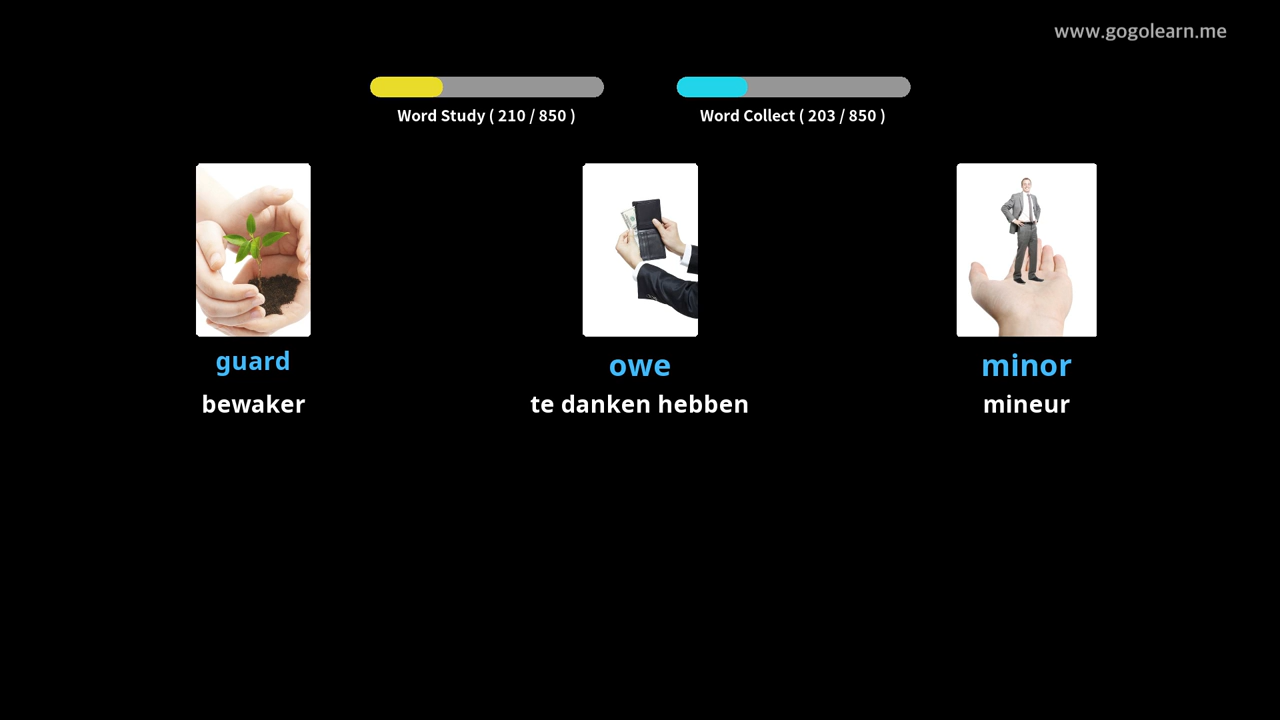 www.gogolearn.me
Word Study ( 210 / 850 )
Word Collect ( 203 / 850 )
guard
owe
minor
bewaker
te danken hebben
mineur